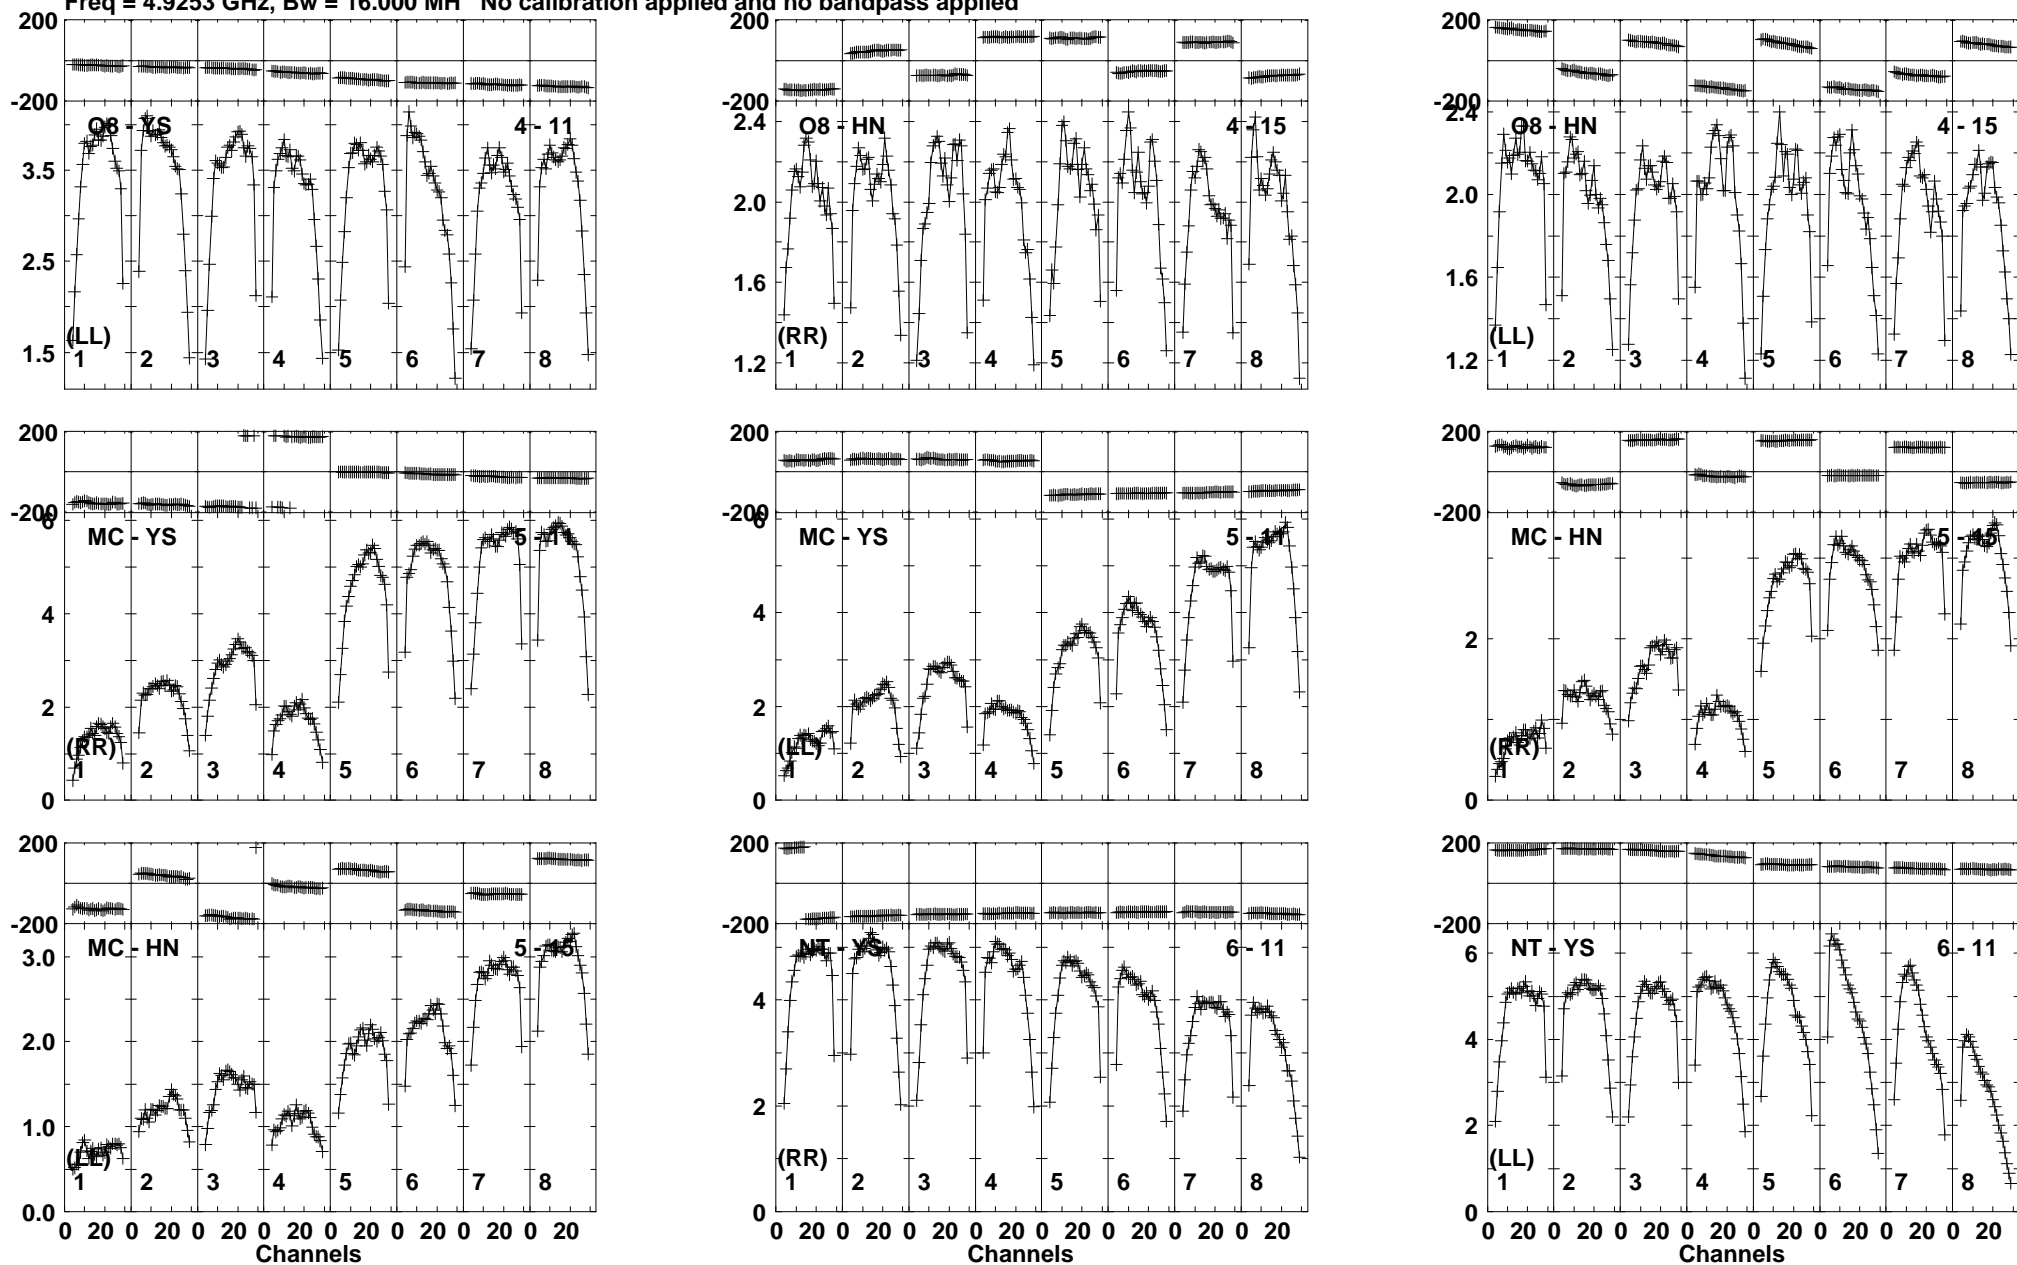 Freq = 4.9253 GHz, Bw = 16.000 MH No calibration applied and no bandpass applied
200 200 200
-200 -200 -200
O8 - YS 4 - 11 O8 - HN 4 - 15 O8 - HN 4 - 15
3.5 2.5 1.5
2.4 2.0 1.6 1.2
2.4 2.0 1.6 1.2
(LL) (RR) (LL)
1 2 3 4 5 6 7 8 1 2 3 4 5 6 7 8 1 2 3 4 5 6 7 8
200 200 200
-200 -200 -200
MC - YS 5 - 11 MC - YS 5 - 11 MC - HN 5 - 15
6 4 2 0
6 4 2 0
2 0
(RR) (LL) (RR)
1 2 3 4 5 6 7 8 1 2 3 4 5 6 7 8 1 2 3 4 5 6 7 8
200 200 200
-200 -200 -200
MC - HN 5 - 15 NT - YS 6 - 11 NT - YS 6 - 11
3.0 2.0 1.0 0.0
4 2 0
6 4 2 0
(LL) (RR) (LL)
1 2 3 4 5 6 7 8 1 2 3 4 5 6 7 8 1 2 3 4 5 6 7 8
0 20 0 20 0 20 0 20 0 20 0 20 0 20 0 20 0 20 0 20 0 20 0 20 0 20 0 20 0 20 0 20 0 20 0 20 0 20 0 20 0 20 0 20 0 20 0 20
Channels Channels